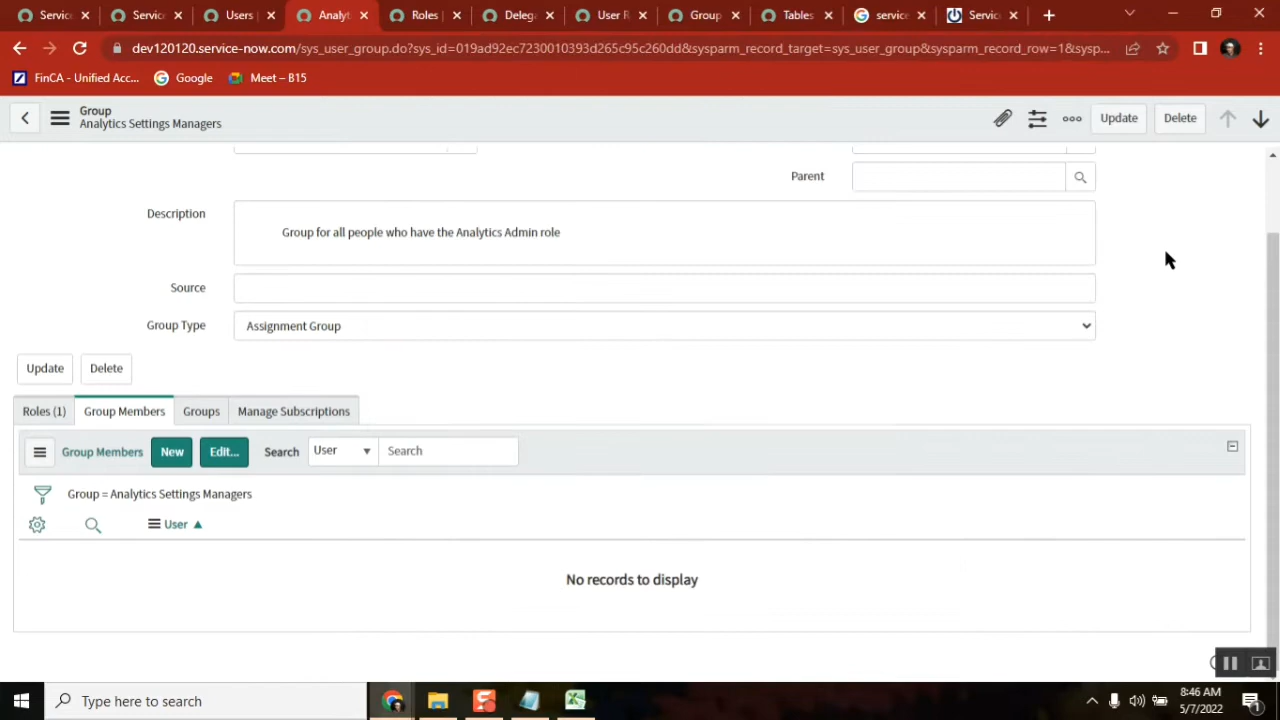 Servic
Service
Users |
Analyt
Roles |
Delega
User R
Group
Tables
service
Servic
dev120120.service-now.com/sys_user_group.do?sys_id=019ad92ec7230010393d265c95c260dd&sysparm_record_target=sys_user_group&sysparm_record_row=1&sysp...
FinCA - Unified Acc...
Google
Meet – B15
Group
Analytics Settings Managers
Update
Delete
Parent
Description
Group for all people who have the Analytics Admin role
Source
Group Type
Assignment Group
Update
Delete
Roles (1)
Group Members
Groups
Manage Subscriptions
Group Members
New
Edit...
Search
User
Search
Group = Analytics Settings Managers
User
No records to display
Type here to search
8:46 AM
5/7/2022
1